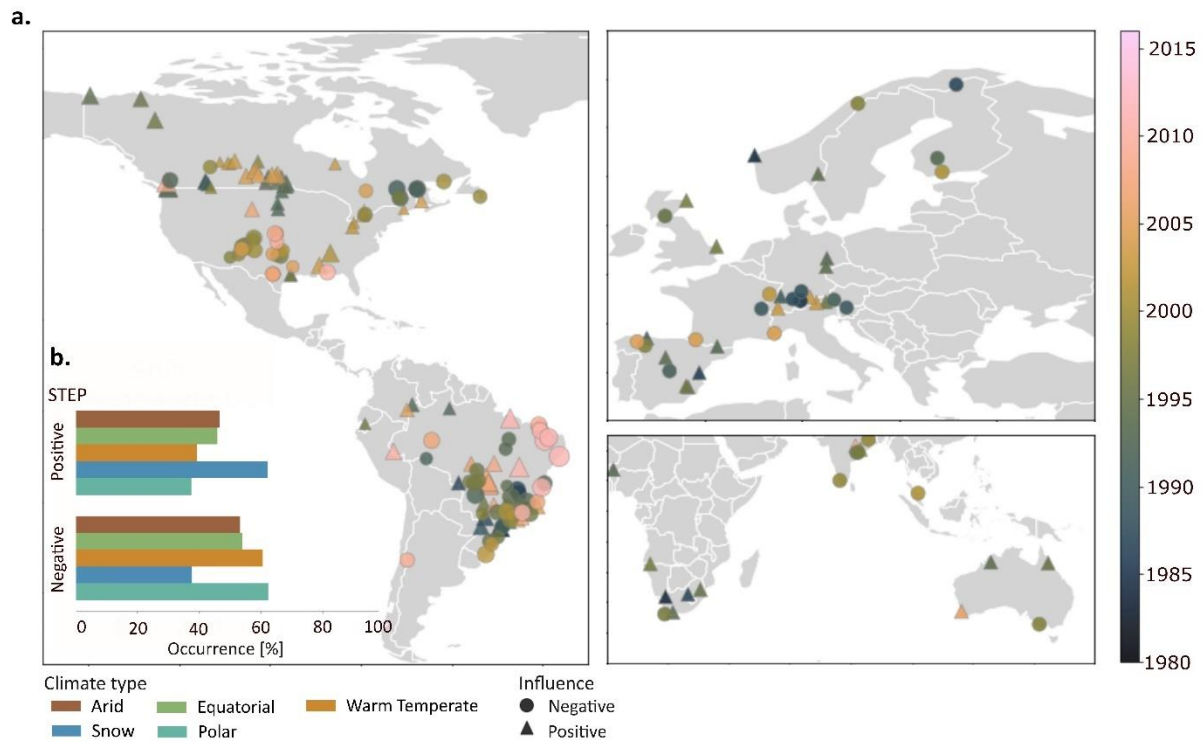 a.
2015
2010
2005
2000
1995
1990
1985
1980
b.
STEP
Positive
Negative
0 20 40 60 80 100
Occurrence [%]
Climate type
Arid Equatorial Warm Temperate
Snow Polar
Influence
Negative
Positive